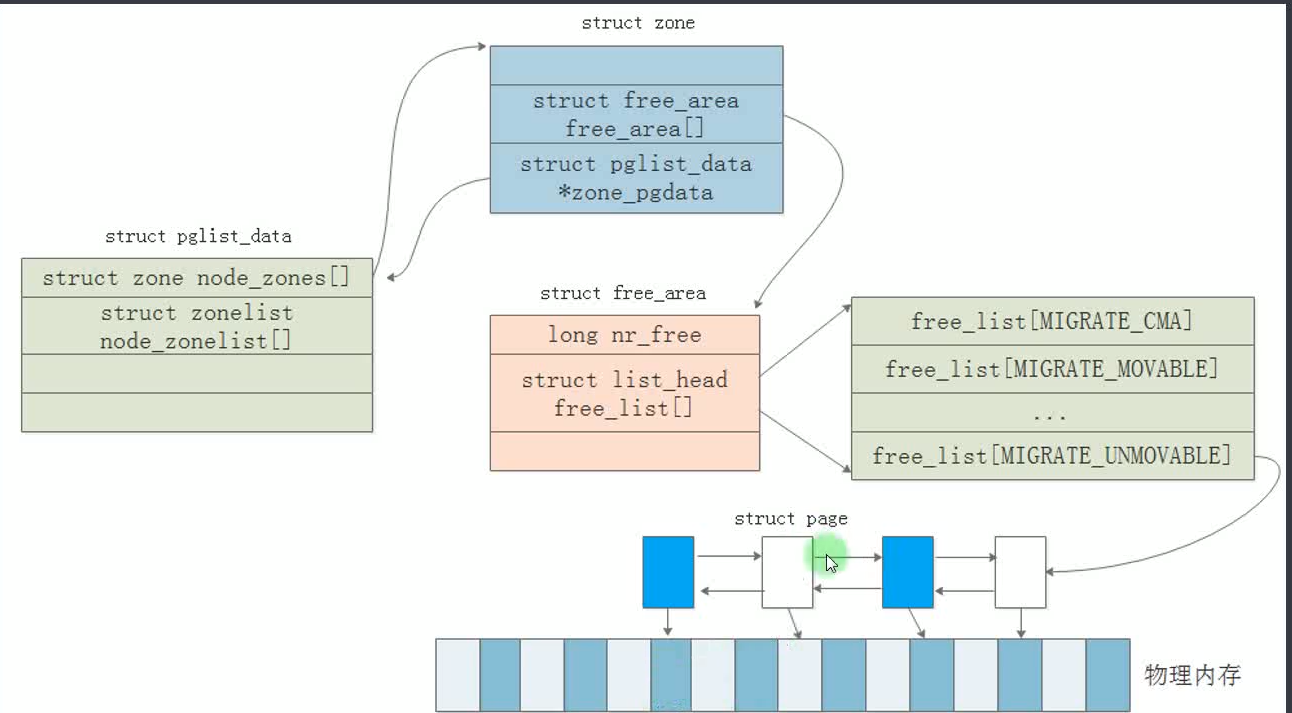 struct zone
struct free_area
free_area[]
struct pglist_data
*zone_pgdata
struct pglist_data
struct zone node_zones[]
struct zonelist
node_zonelist[]
struct free_area
long nr_free
struct list_head
free_list[]
free_list[MIGRATE_CMA]
free_list[MIGRATE_MOVABLE]
...
free_list[MIGRATE_UNMOVABLE]
struct page
物理内存